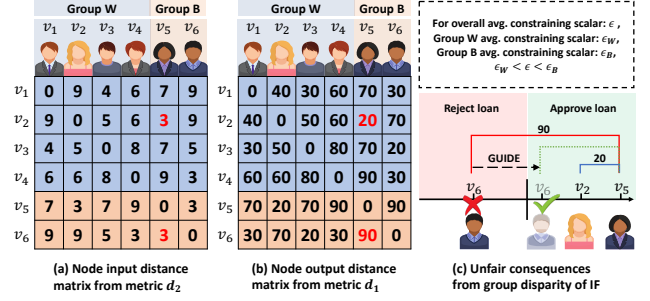 Group W Group B
v1 v2 v3 v4 v5 v6
v1 0 9 4 6 7 9
v2 9 0 5 6 3 9
v3 4 5 0 8 7 5
v4 6 6 8 0 9 3
v5 7 3 7 9 0 3
v6 9 9 5 3 3 0
(a) Node input distance
matrix from metric d2
Group W Group B
v1 v2 v3 v4 v5 v6
v1 0 40 30 60 70 30
v2 40 0 50 60 20 70
v3 30 50 0 80 70 20
v4 60 60 80 0 90 30
v5 70 20 70 90 0 90
v6 30 70 20 30 90 0
(b) Node output distance
matrix from metric d1
For overall avg. constraining scalar: ϵ ,
Group W avg. constraining scalar: ϵW,
Group B avg. constraining scalar: ϵB,
ϵW < ϵ < ϵB
Reject loan Approve loan
90
GUIDE 20
v6 v6 v2 v5
(c) Unfair consequences
from group disparity of IF